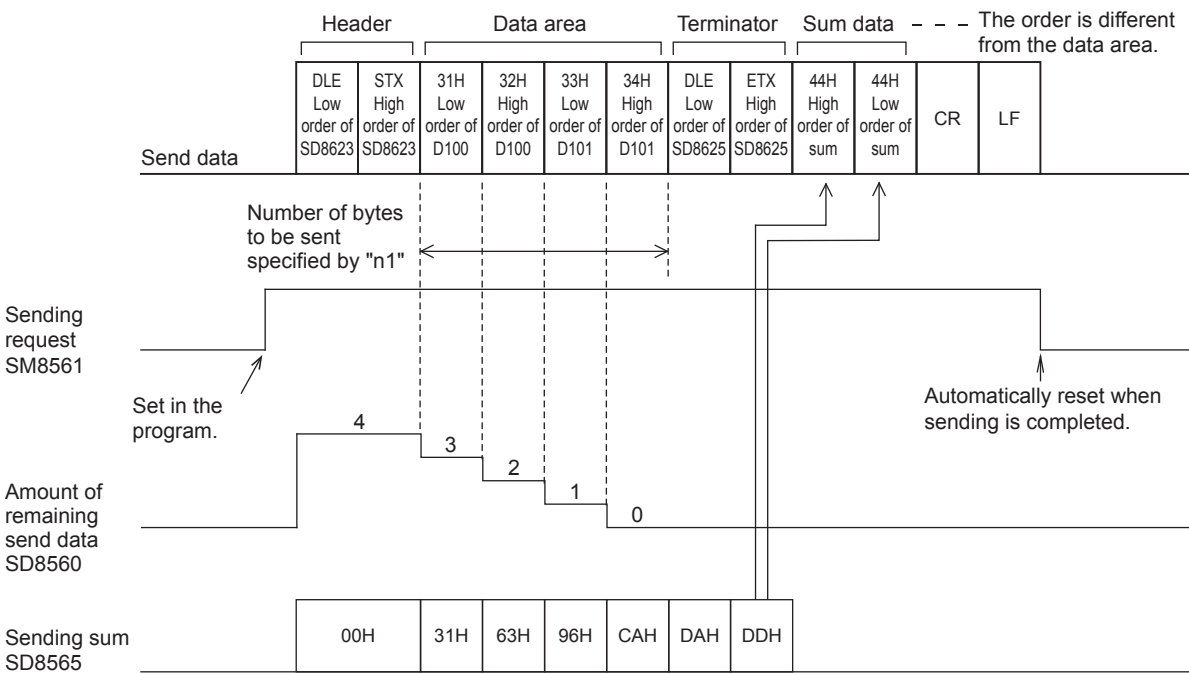 Header
Data area
Terminator
Sum data
The order is different
from the data area.
DLE
Low
order of
SD8623
STX
High
order of
SD8623
31H
Low
order of
D100
32H
High
order of
D100
33H
Low
order of
D101
34H
High
order of
D101
DLE
Low
order of
SD8625
ETX
High
order of
SD8625
44H
High
order of
sum
44H
Low
order of
sum
CR
LF
Send data
Number of bytes
to be sent
specified by "n1"
Sending
request
SM8561
Set in the
program.
Automatically reset when
sending is completed.
4
3
2
1
0
Amount of
remaining
send data
SD8560
Sending sum
SD8565
00H
31H
63H
96H
CAH
DAH
DDH